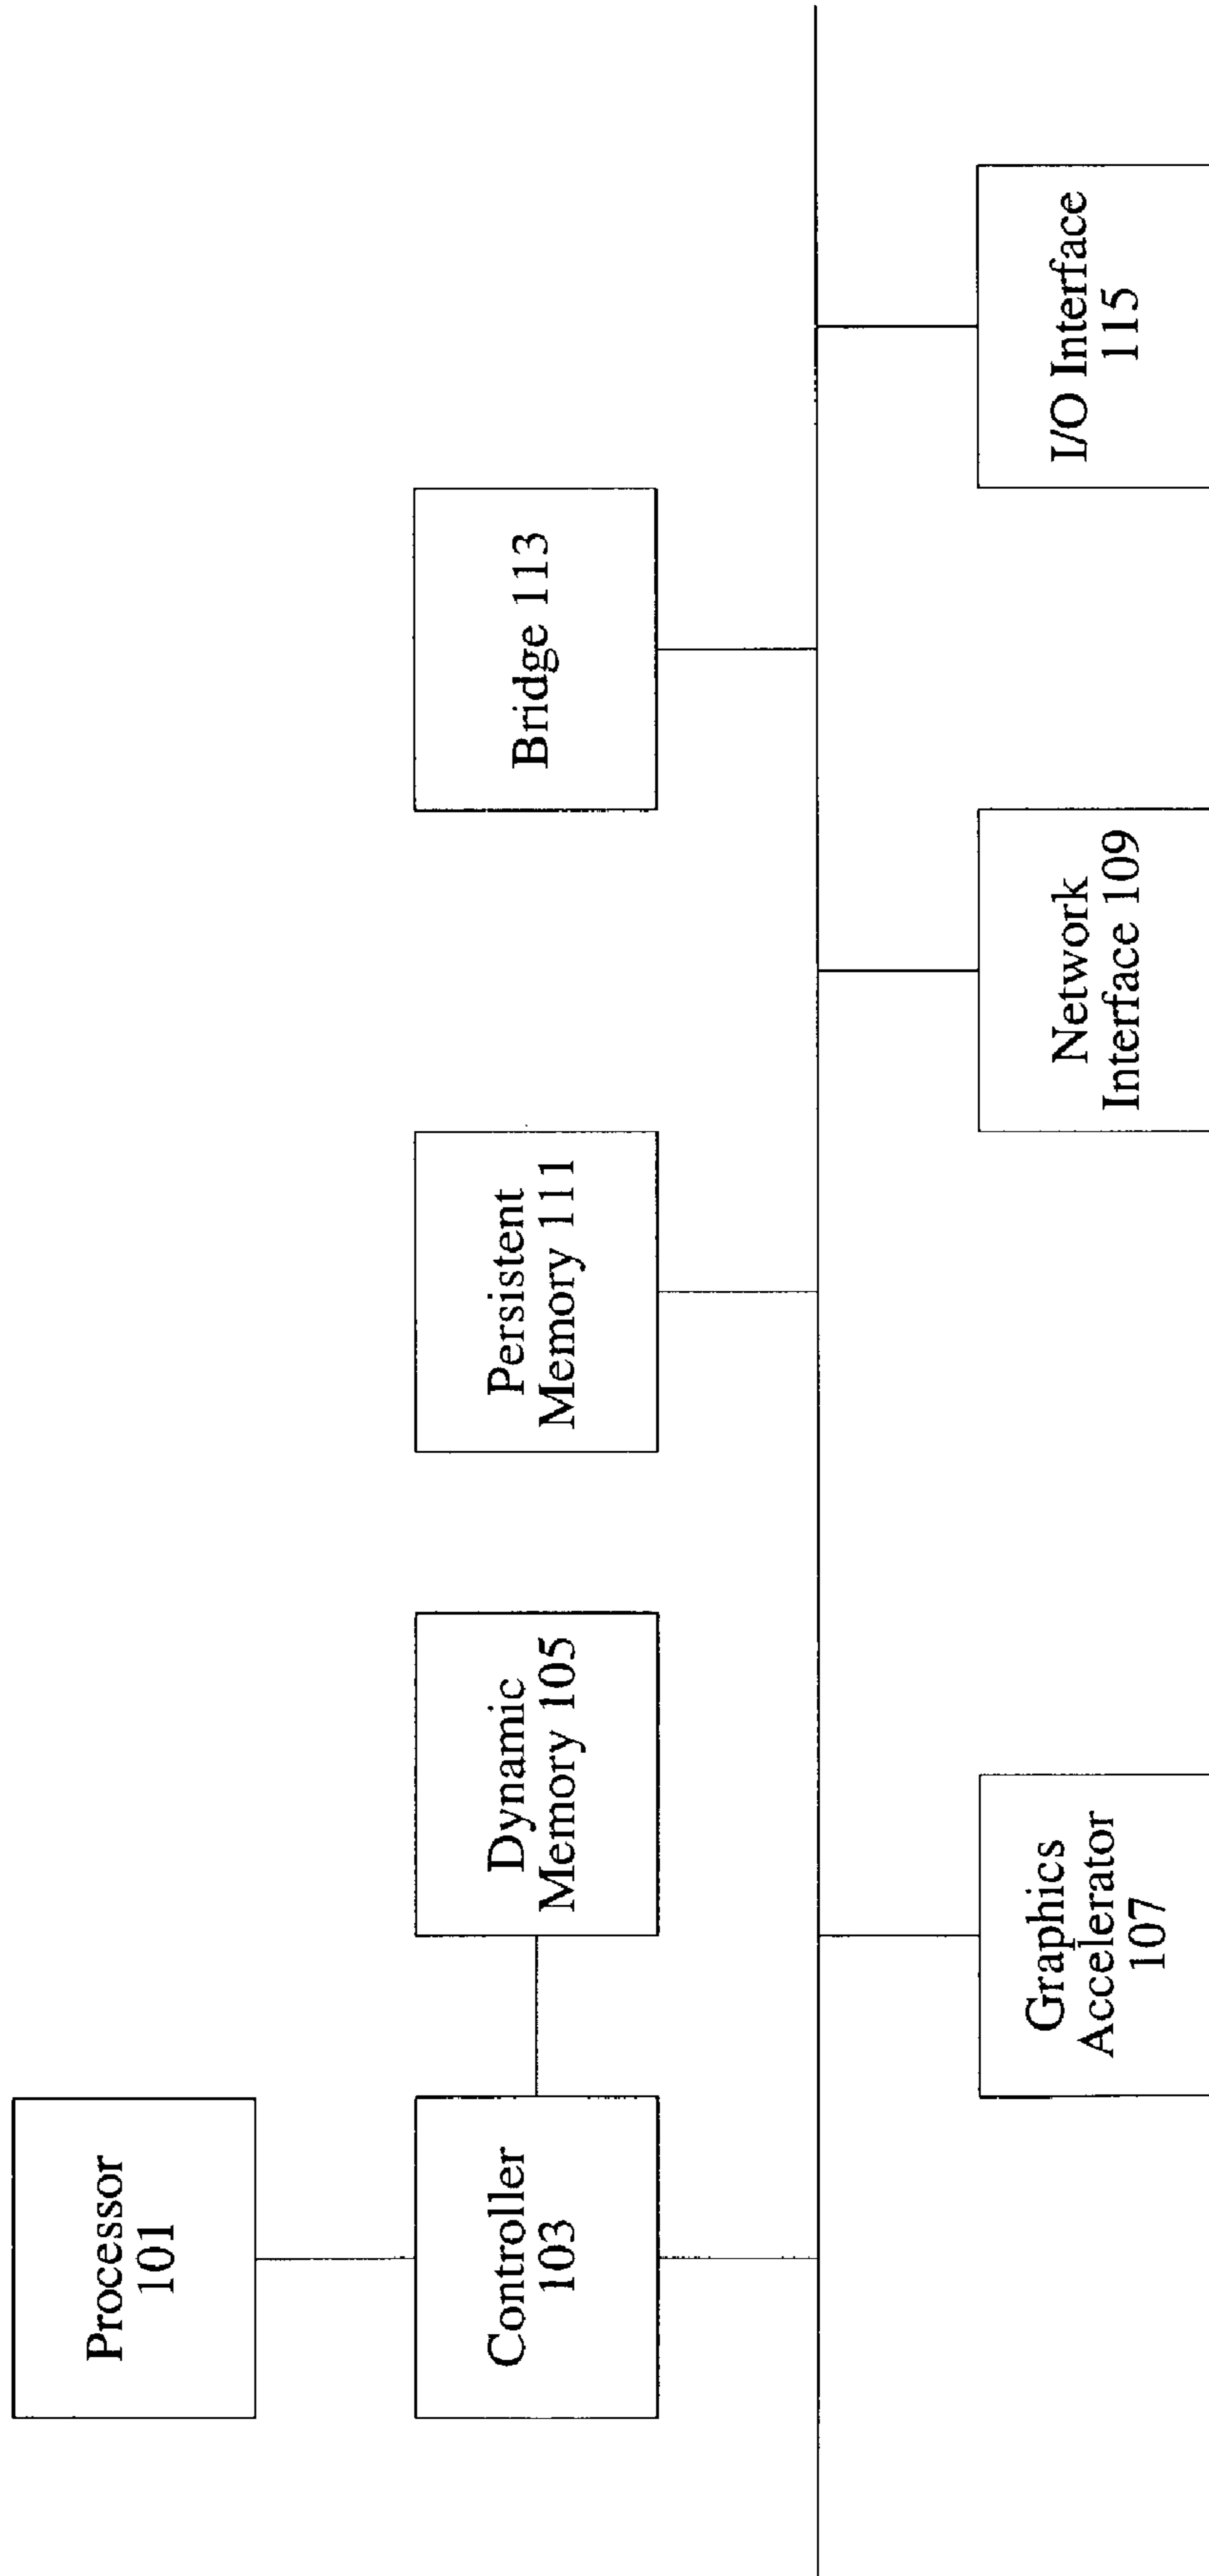 Processor
101
Controller
103
Dynamic
Memory 105
Persistent
Memory 111
Bridge 113
Graphics
Accelerator
107
Network
Interface 109
I/O Interface
115